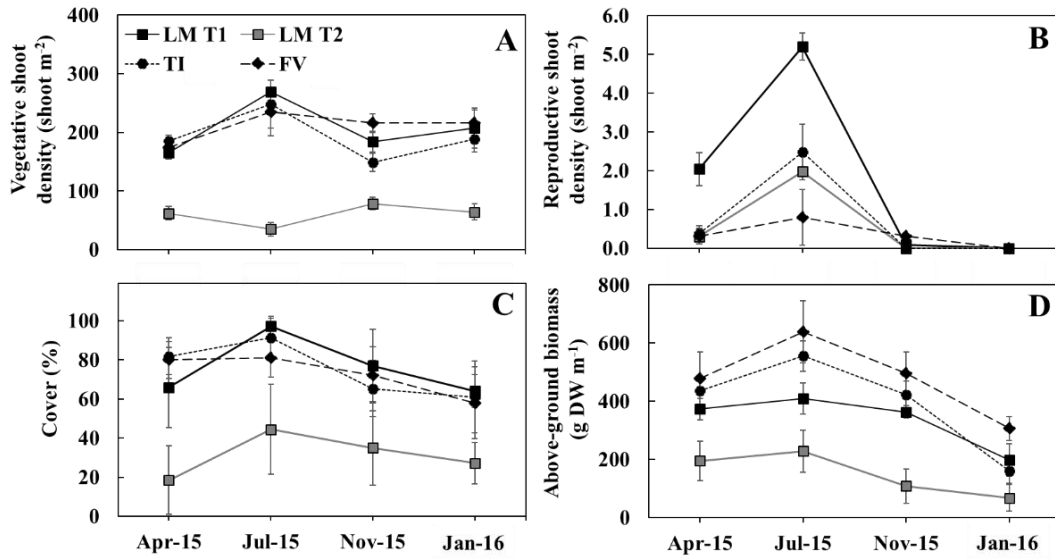 Vegetative shoot
density (shoot m⁻²)
400
300
200
100
0
LM T1
LM T2
TI
FV
A
Reproductive shoot
density (shoot m⁻²)
6.0
5.0
4.0
3.0
2.0
1.0
0.0
B
Cover (%)
100
80
60
40
20
0
C
Apr-15
Jul-15
Nov-15
Jan-16
Above-ground biomass
(g DW m⁻¹)
800
600
400
200
0
D
Apr-15
Jul-15
Nov-15
Jan-16